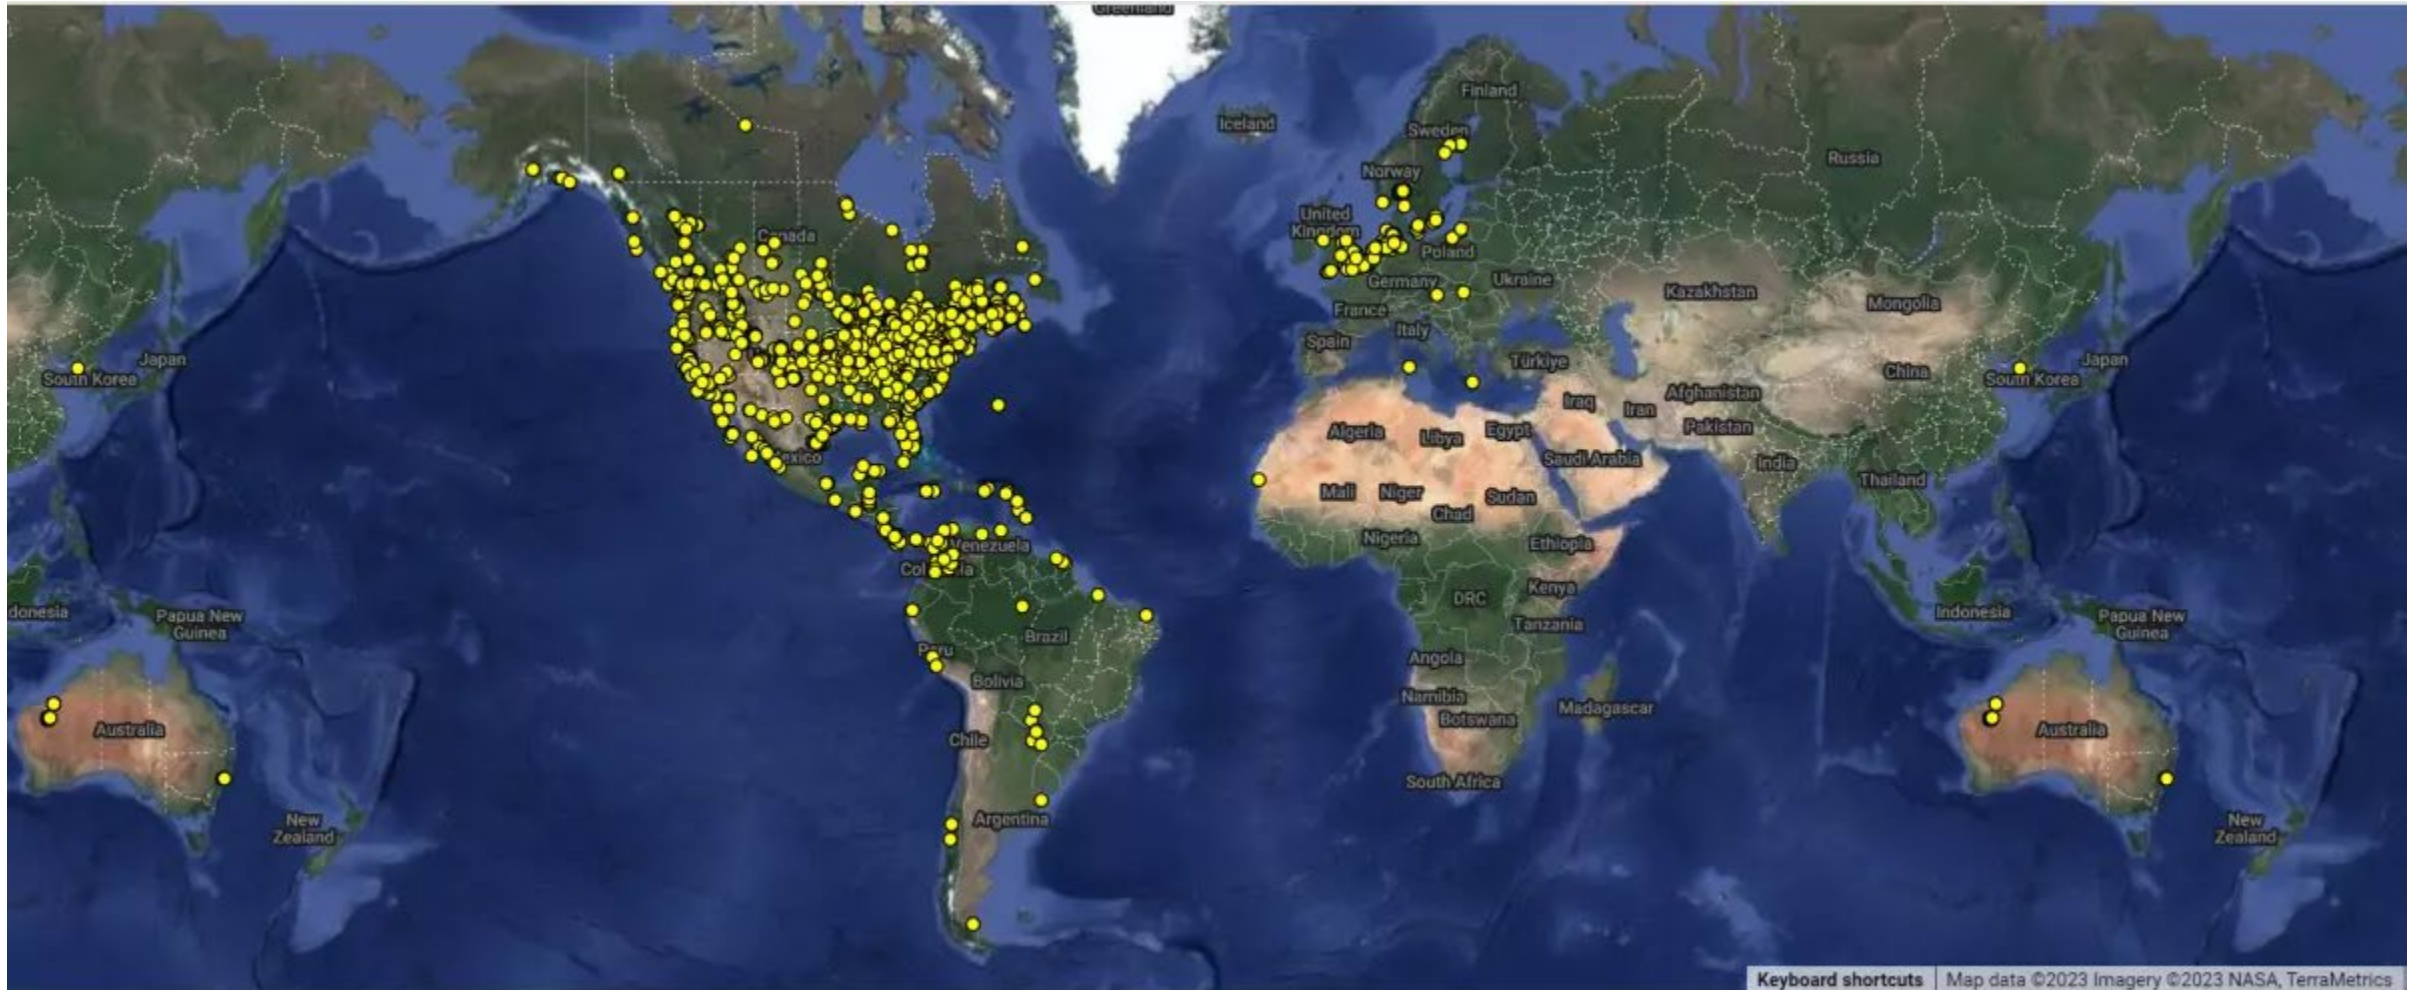 Greenland
Finland
Iceland
Sweden
Russia
Norway
United
Kingdom
Canada
Poland
Germany
Ukraine
Kazakhstan
Mongolia
France
Italy
Spain
Japan
Türkiye
Japan
South Korea
China
South Korea
Afghanistan
Iraq
Iran
Pakistan
Algeria
Libya
Egypt
Mexico
Saudi Arabia
India
Thailand
Mali
Niger
Sudan
Chad
Nigeria
Ethiopia
Venezuela
Colombia
Kenya
DRC
donesia
Papua New
Guinea
Indonesia
Papua New
Guinea
Tanzania
Brazil
Peru
Angola
Bolivia
Namibia
Botswana
Madagascar
Australia
Chile
Australia
South Africa
New
Zealand
Argentina
New
Zealand
Keyboard shortcuts
Map data ©2023 Imagery ©2023 NASA, TerraMetrics